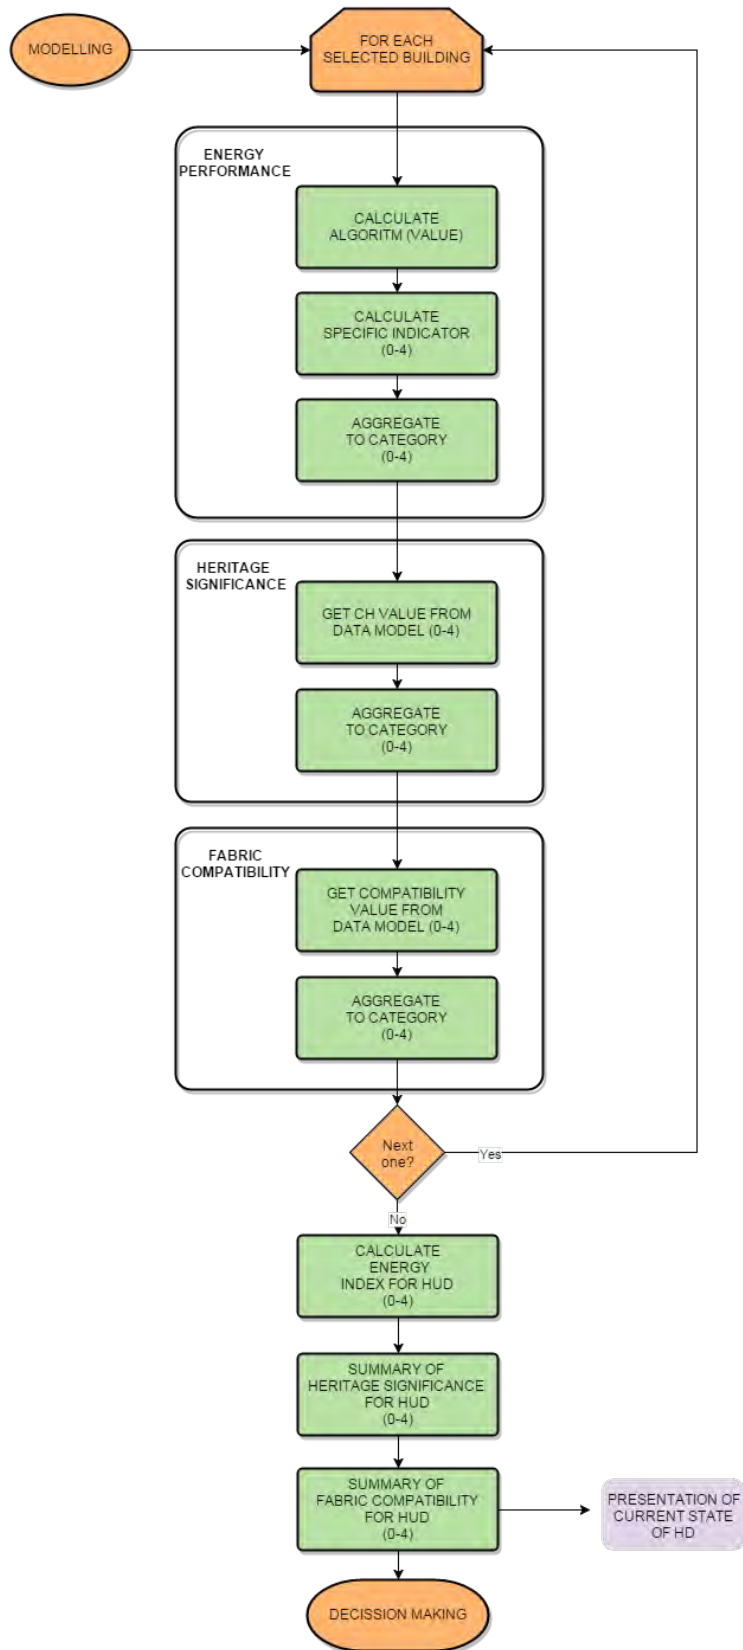 MODELLING
FOR EACH
SELECTED BUILDING
ENERGY
PERFORMANCE
CALCULATE
ALGORITM (VALUE)
CALCULATE
SPECIFIC INDICATOR
(0-4)
AGGREGATE
TO CATEGORY
(0-4)
HERITAGE
SIGNIFICANCE
GET CH VALUE FROM
DATA MODEL (0-4)
AGGREGATE
TO CATEGORY
(0-4)
FABRIC
COMPATIBILITY
GET COMPATIBILITY
VALUE FROM
DATA MODEL (0-4)
AGGREGATE
TO CATEGORY
(0-4)
Next
one?
Yes
No
CALCULATE
ENERGY
INDEX FOR HUD
(0-4)
SUMMARY OF
HERITAGE SIGNIFICANCE
FOR HUD
(0-4)
SUMMARY OF
FABRIC COMPATIBILITY
FOR HUD
(0-4)
PRESENTATION OF
CURRENT STATE
OF HD
DECISSION MAKING